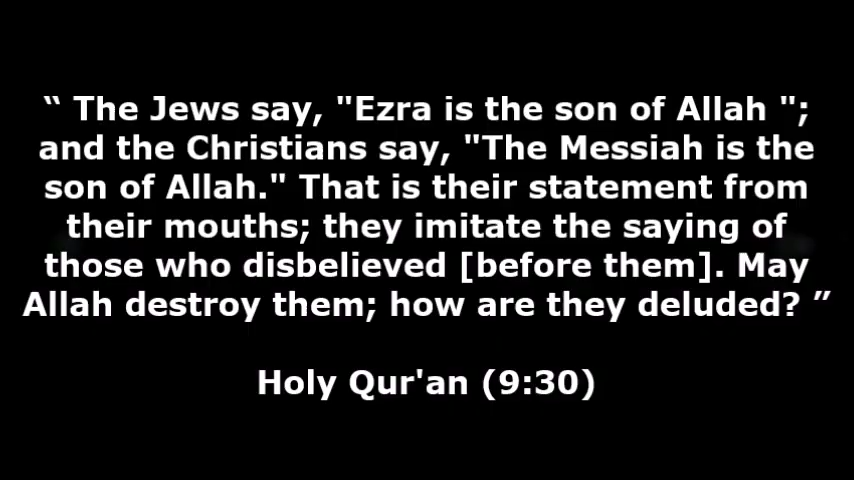 “ The Jews say, "Ezra is the son of Allah ";
and the Christians say, "The Messiah is the
son of Allah." That is their statement from
their mouths; they imitate the saying of
those who disbelieved [before them]. May
Allah destroy them; how are they deluded? ”
Holy Qur'an (9:30)